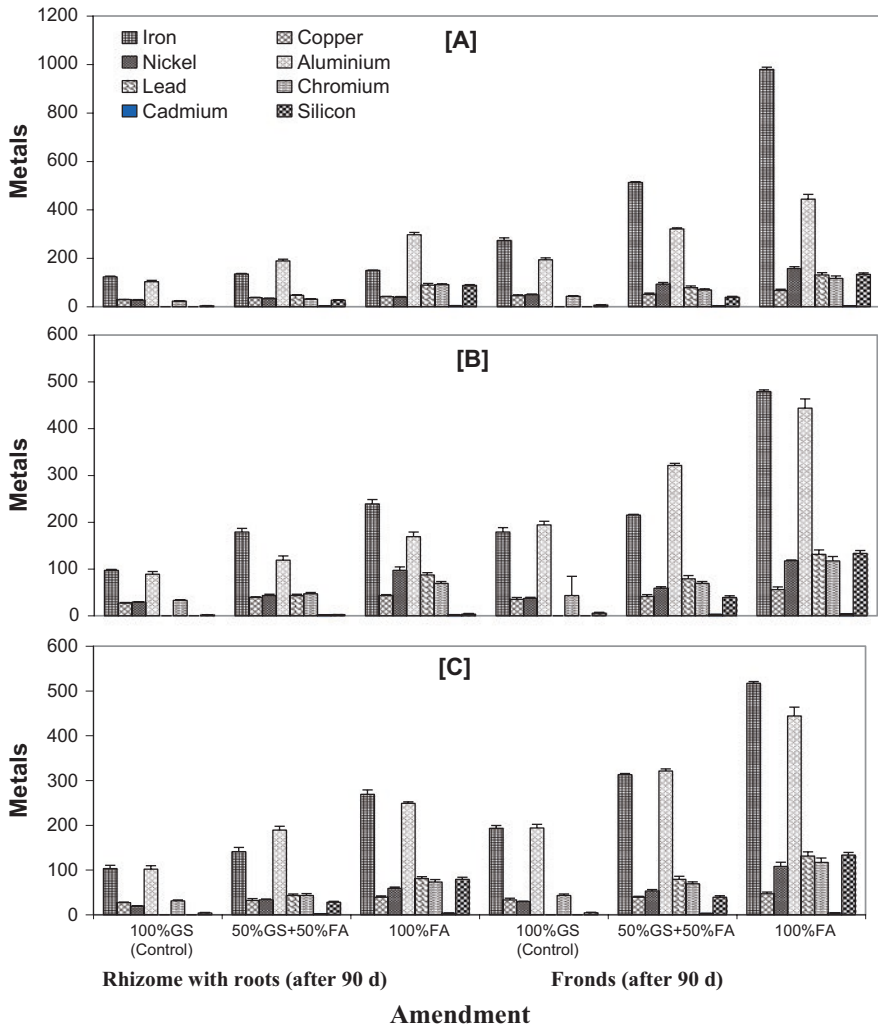 1200
1000
800
600
400
200
0
Metals
Iron
Nickel
Lead
Cadmium
Copper
Aluminium
Chromium
Silicon
[A]
600
500
400
300
200
100
0
Metals
[B]
600
500
400
300
200
100
0
Metals
[C]
100%GS
(Control)
50%GS+50%FA
100%FA
100%GS
(Control)
50%GS+50%FA
100%FA
Rhizome with roots (after 90 d)
Fronds (after 90 d)
Amendment